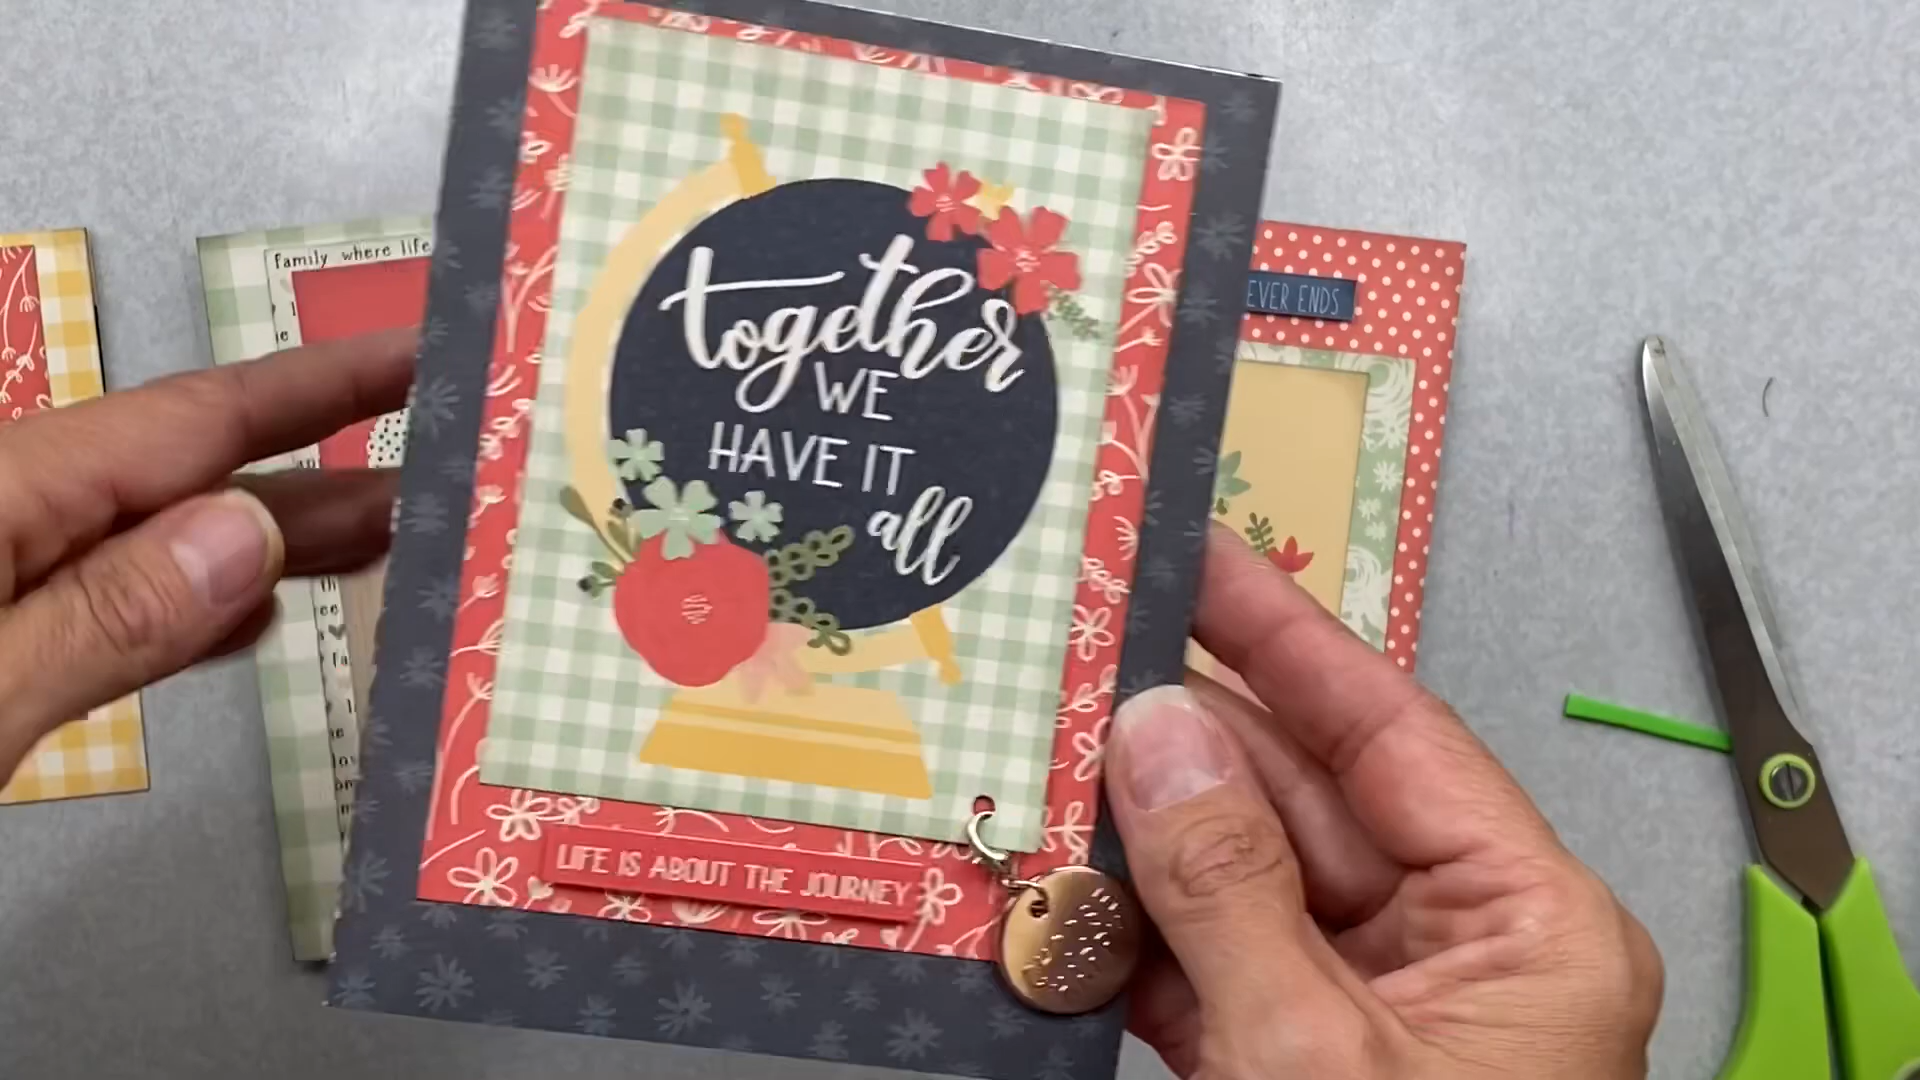 together
WE
HAVE IT
all
LIFE IS ABOUT THE JOURNEY
family where life
EVER ENDS